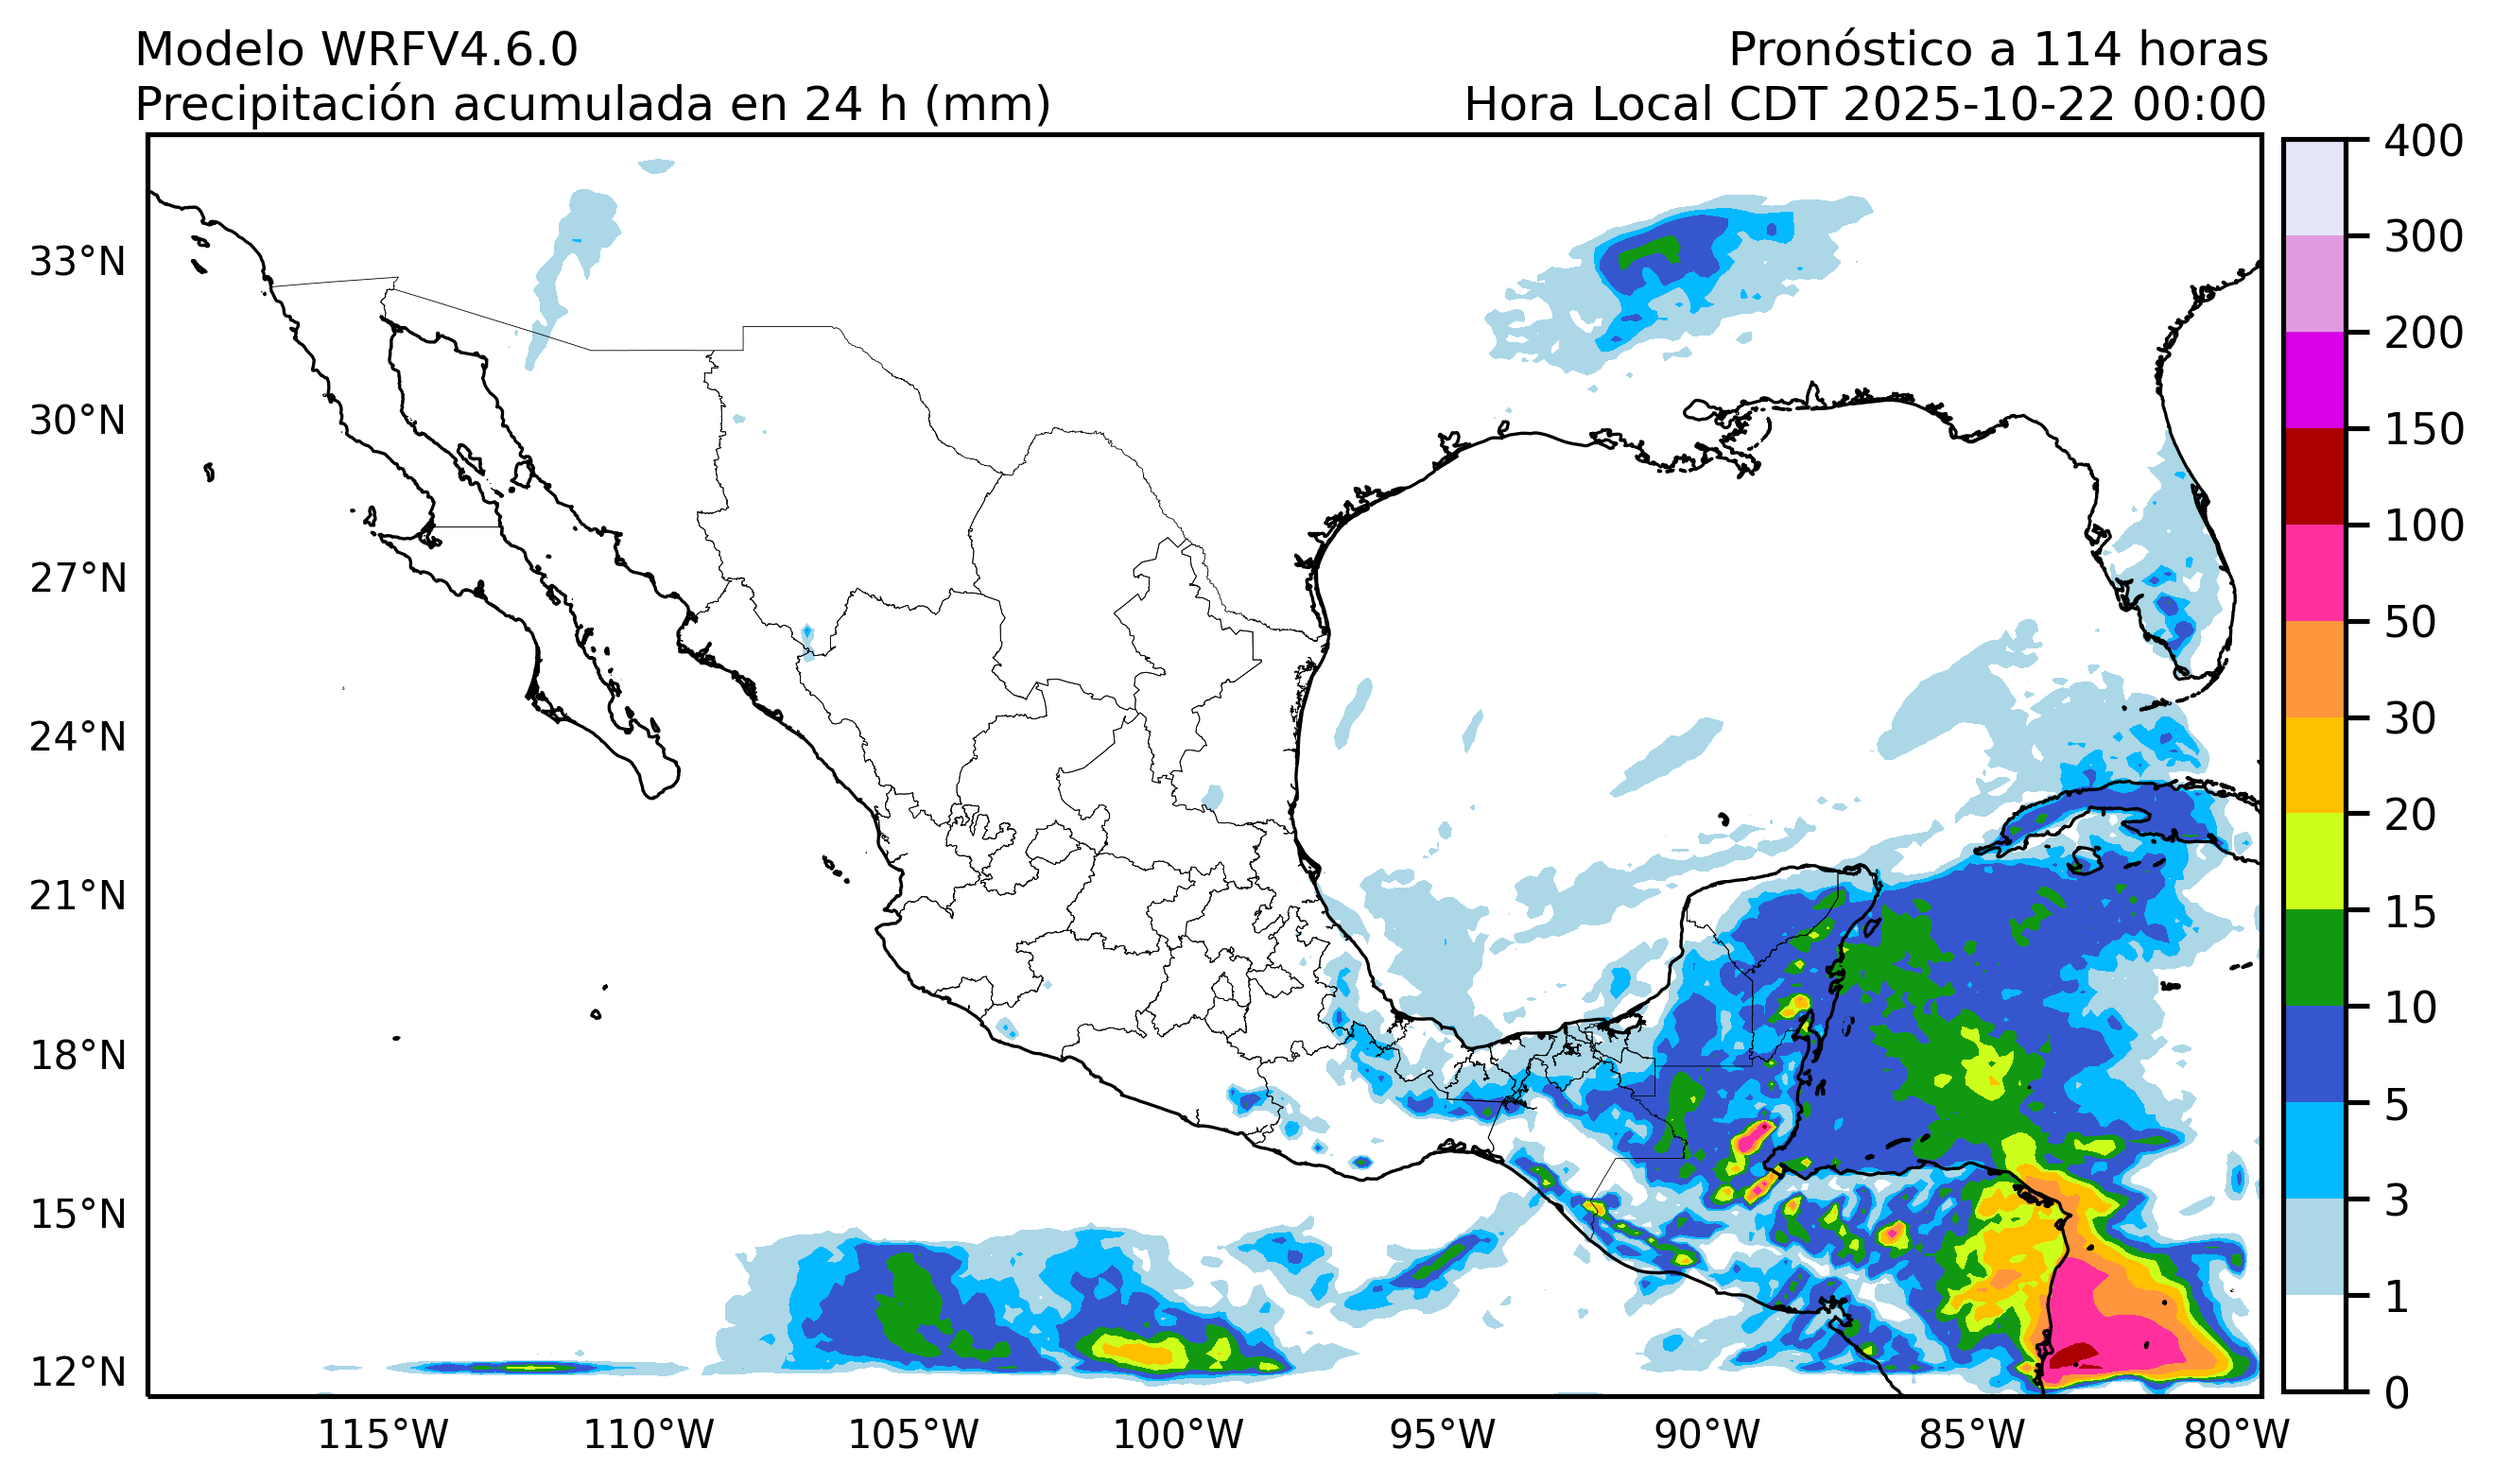 Modelo WRFV4.6.0
Pronóstico a 114 horas
Precipitación acumulada en 24 h (mm)
Hora Local CDT 2025-10-22 00:00
33°N
30°N
27°N
24°N
21°N
18°N
15°N
12°N
115°W
110°W
105°W
100°W
95°W
90°W
85°W
80°W
400
300
200
150
100
50
30
20
15
10
5
3
1
0